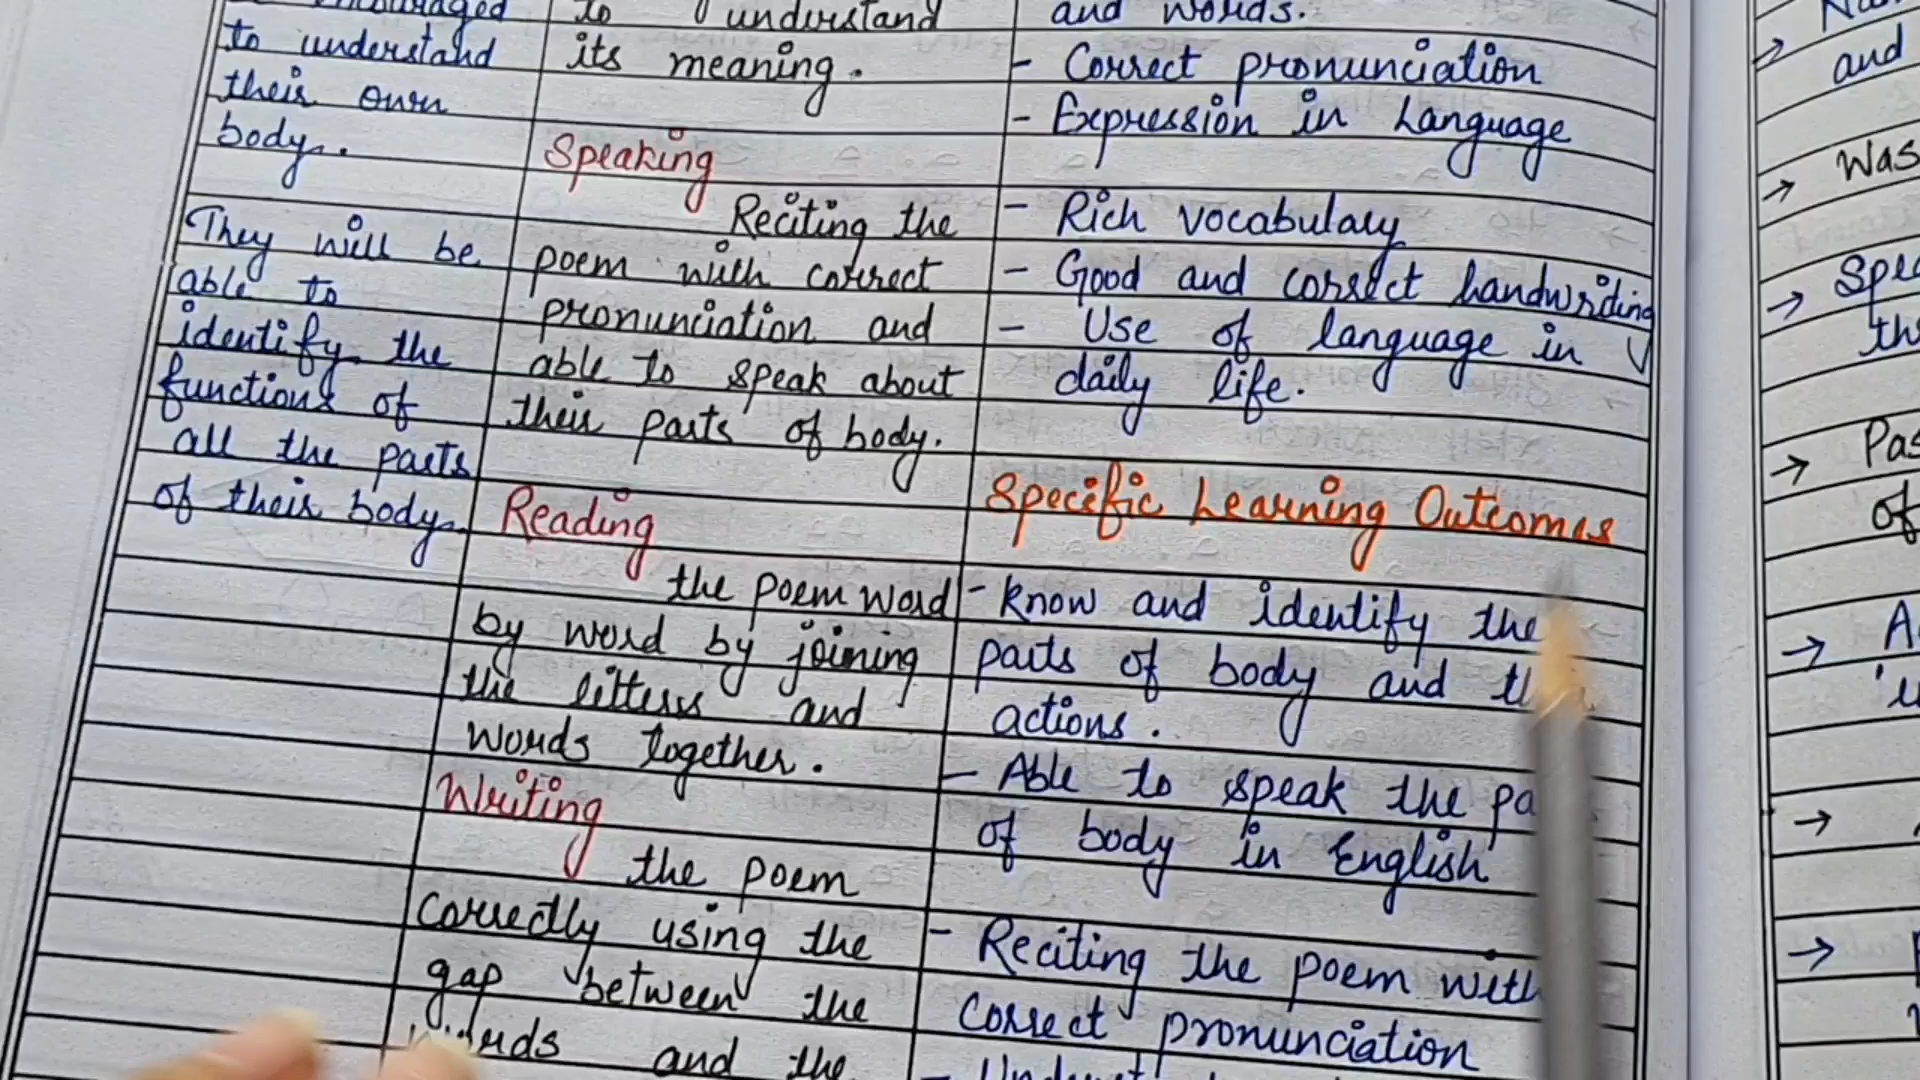 to understand
their own
body.
They will be
able to
identify the
functions of
all the parts
of their body.
to understand
its meaning.
Speaking
Reciting the
poem with correct
pronunciation and
able to speak about
their parts of body.
Reading
the poem word
by word by joining
the letters and
words together.
Writing
the poem
correctly using the
gap between the
words and the
and words.
- Correct pronunciation
- Expression in Language
- Rich vocabulary
- Good and correct handwriting
- Use of language in
daily life.
Specific Learning Outcomes
- Know and identify the
parts of body and
actions.
- Able to speak the
of body in English
- Reciting the poem with
correct pronunciation
→
and
→ Was
→
→
of
→
→
→